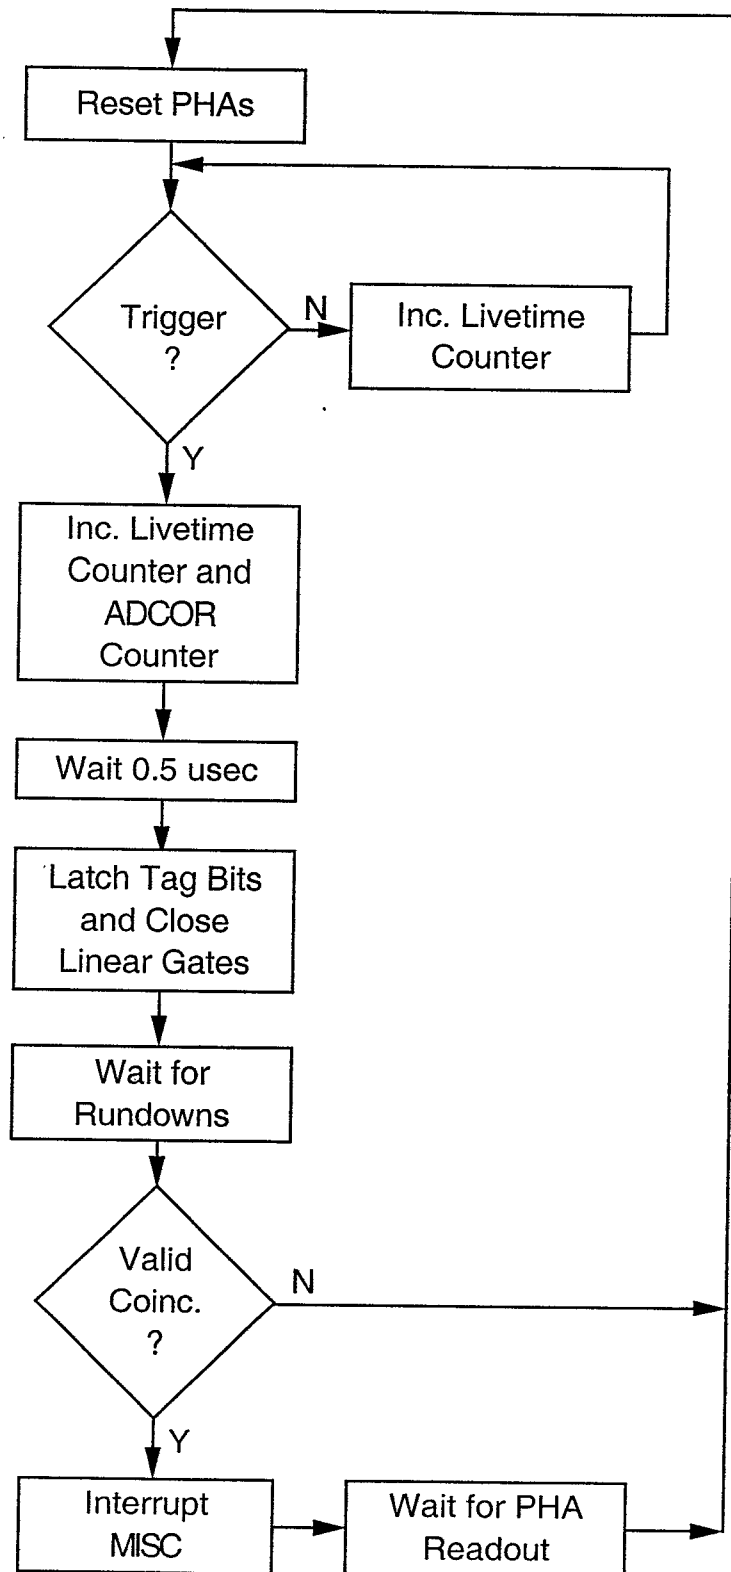 Reset PHAs
Trigger
?
N
Inc. Livetime
Counter
Y
Inc. Livetime
Counter and
ADCOR
Counter
Wait 0.5 usec
Latch Tag Bits
and Close
Linear Gates
Wait for
Rundowns
Valid
Coinc.
?
N
Y
Interrupt
MISC
Wait for PHA
Readout